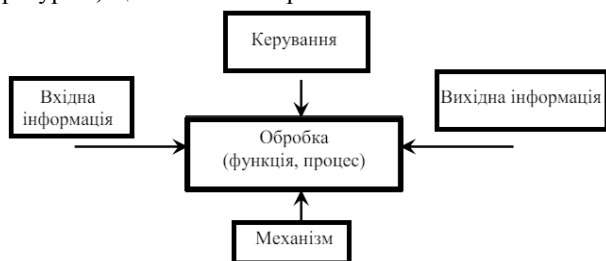 Керування
Вхідна
інформація
Вихідна інформація
Обробка
(функція, процес)
Механізм